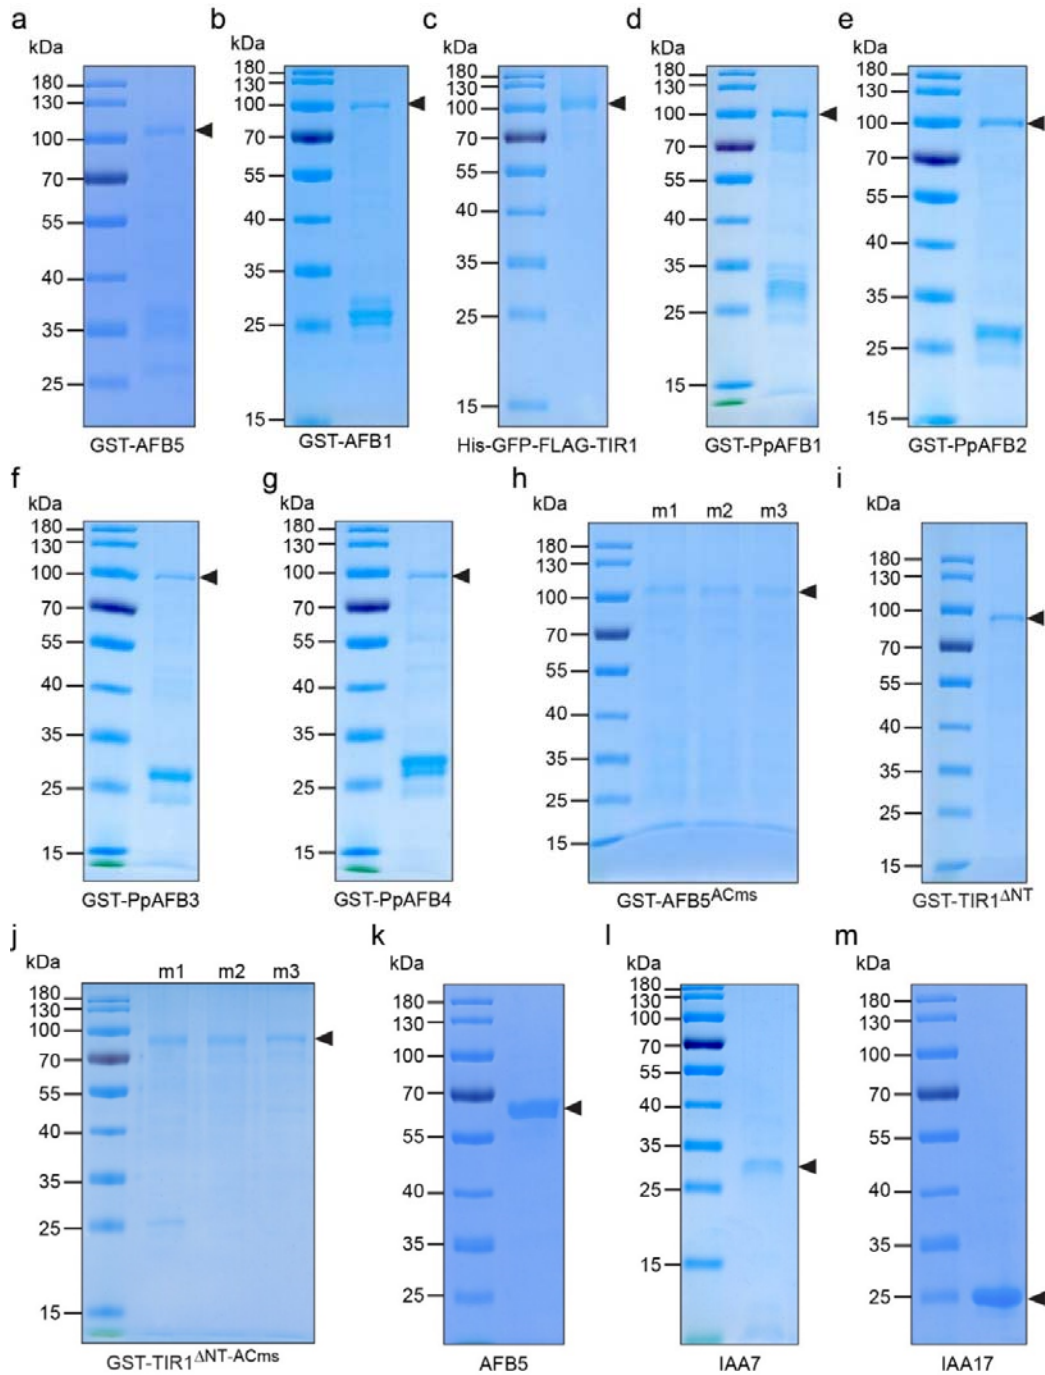 a
kDa
180
130
100
70
55
40
35
25
GST-AFB5
b
kDa
180
130
100
70
55
40
35
25
15
GST-AFB1
c
kDa
180
130
100
70
55
40
35
25
15
His-GFP-FLAG-TIR1
d
kDa
180
130
100
70
55
40
35
25
15
GST-PpAFB1
e
kDa
180
130
100
70
55
40
35
25
15
GST-PpAFB2
f
kDa
180
130
100
70
55
40
35
25
15
GST-PpAFB3
g
kDa
180
130
100
70
55
40
35
25
15
GST-PpAFB4
h
kDa
m1 m2 m3
180
130
100
70
55
40
35
25
15
GST-AFB5ACms
i
kDa
180
130
100
70
55
40
35
25
15
GST-TIR1ΔNT
j
kDa
m1 m2 m3
180
130
100
70
55
40
35
25
15
GST-TIR1ΔNT-ACms
k
kDa
180
130
100
70
55
40
35
25
AFB5
l
kDa
180
130
100
70
55
40
35
25
15
IAA7
m
kDa
180
130
100
70
55
40
35
25
IAA17